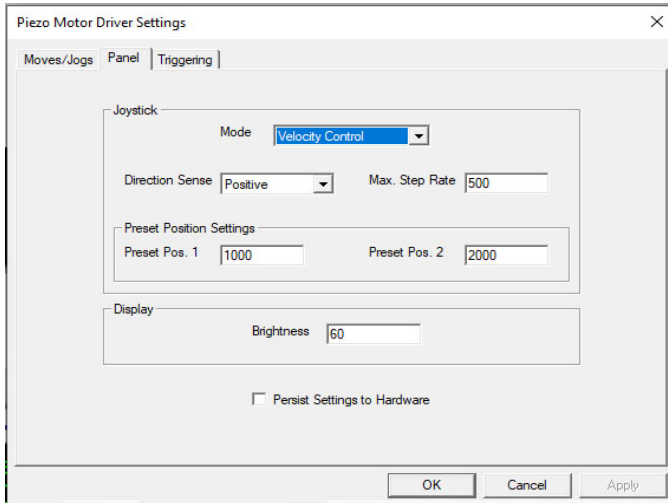 Piezo Motor Driver Settings
Moves/Jogs Panel Triggering
Joystick
Mode Velocity Control
Direction Sense Positive Max. Step Rate 500
Preset Position Settings
Preset Pos. 1 1000 Preset Pos. 2 2000
Display
Brightness 60
Persist Settings to Hardware
OK Cancel Apply